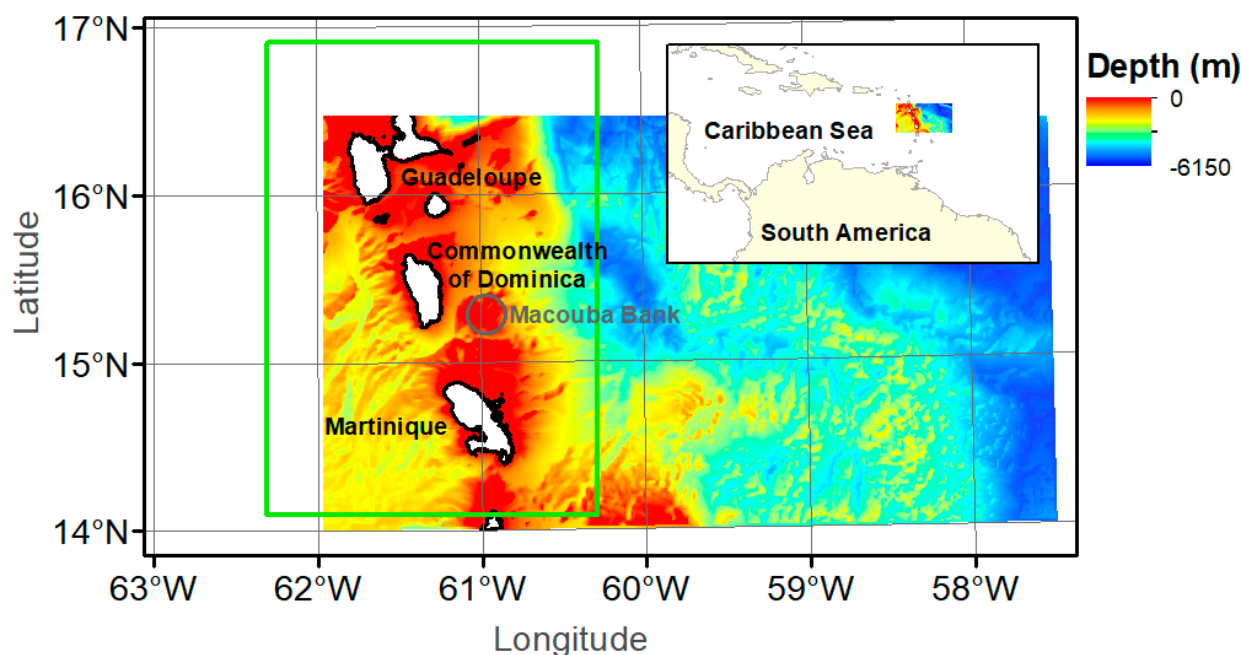 17°N
16°N
15°N
14°N
Latitude
63°W
62°W
61°W
60°W
59°W
58°W
Longitude
Guadeloupe
Commonwealth
of Dominica
Macouba Bank
Martinique
Caribbean Sea
South America
Depth (m)
0
-6150